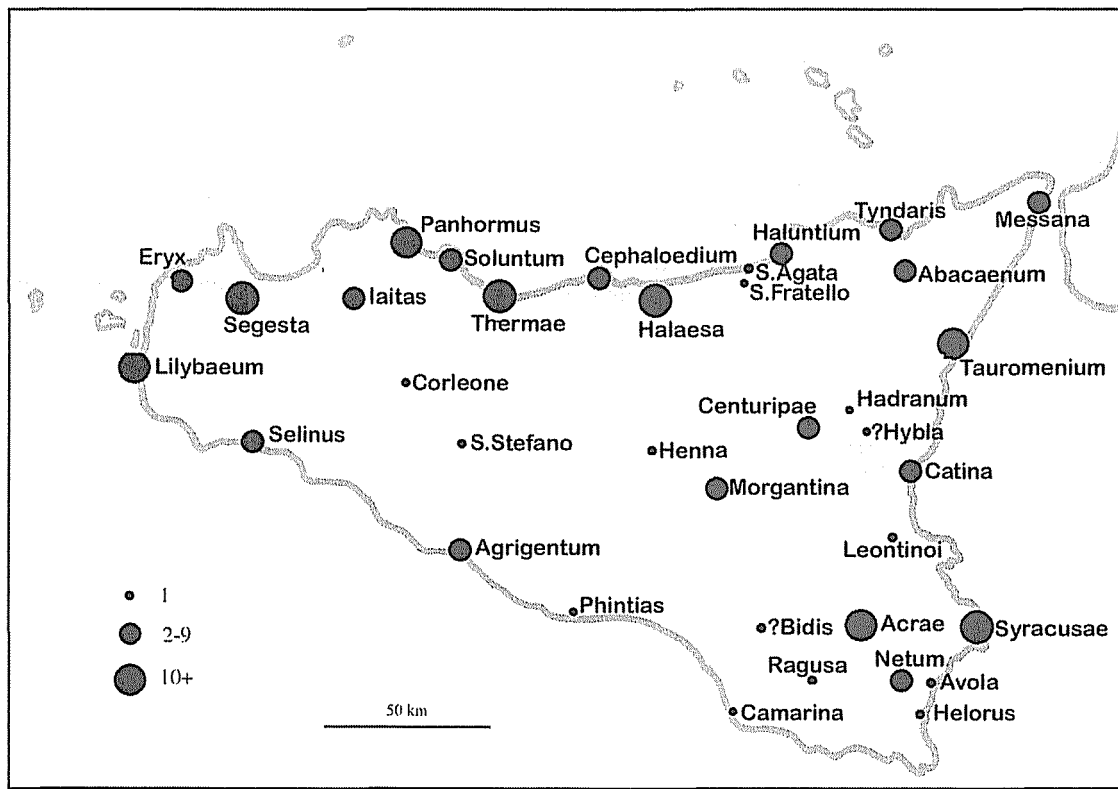 Tyndaris
Messana
Panhormus
Haluntium
Eryx
Soluntum
Cephaloedium
S.Agata
Abacaenum
S.Fratello
Iaitas
Segesta
Thermae
Halaesa
Lilybaeum
Tauromenium
Corleone
Hadranum
Centuripae
?Hybla
Selinus
S.Stefano
Henna
Catina
Morgantina
Agrigentum
Leontinoi
1
Phintias
2-9
?Bidis
Acrae
Syracusae
10+
Ragusa
Netum
Avola
50 km
Camarina
Helorus